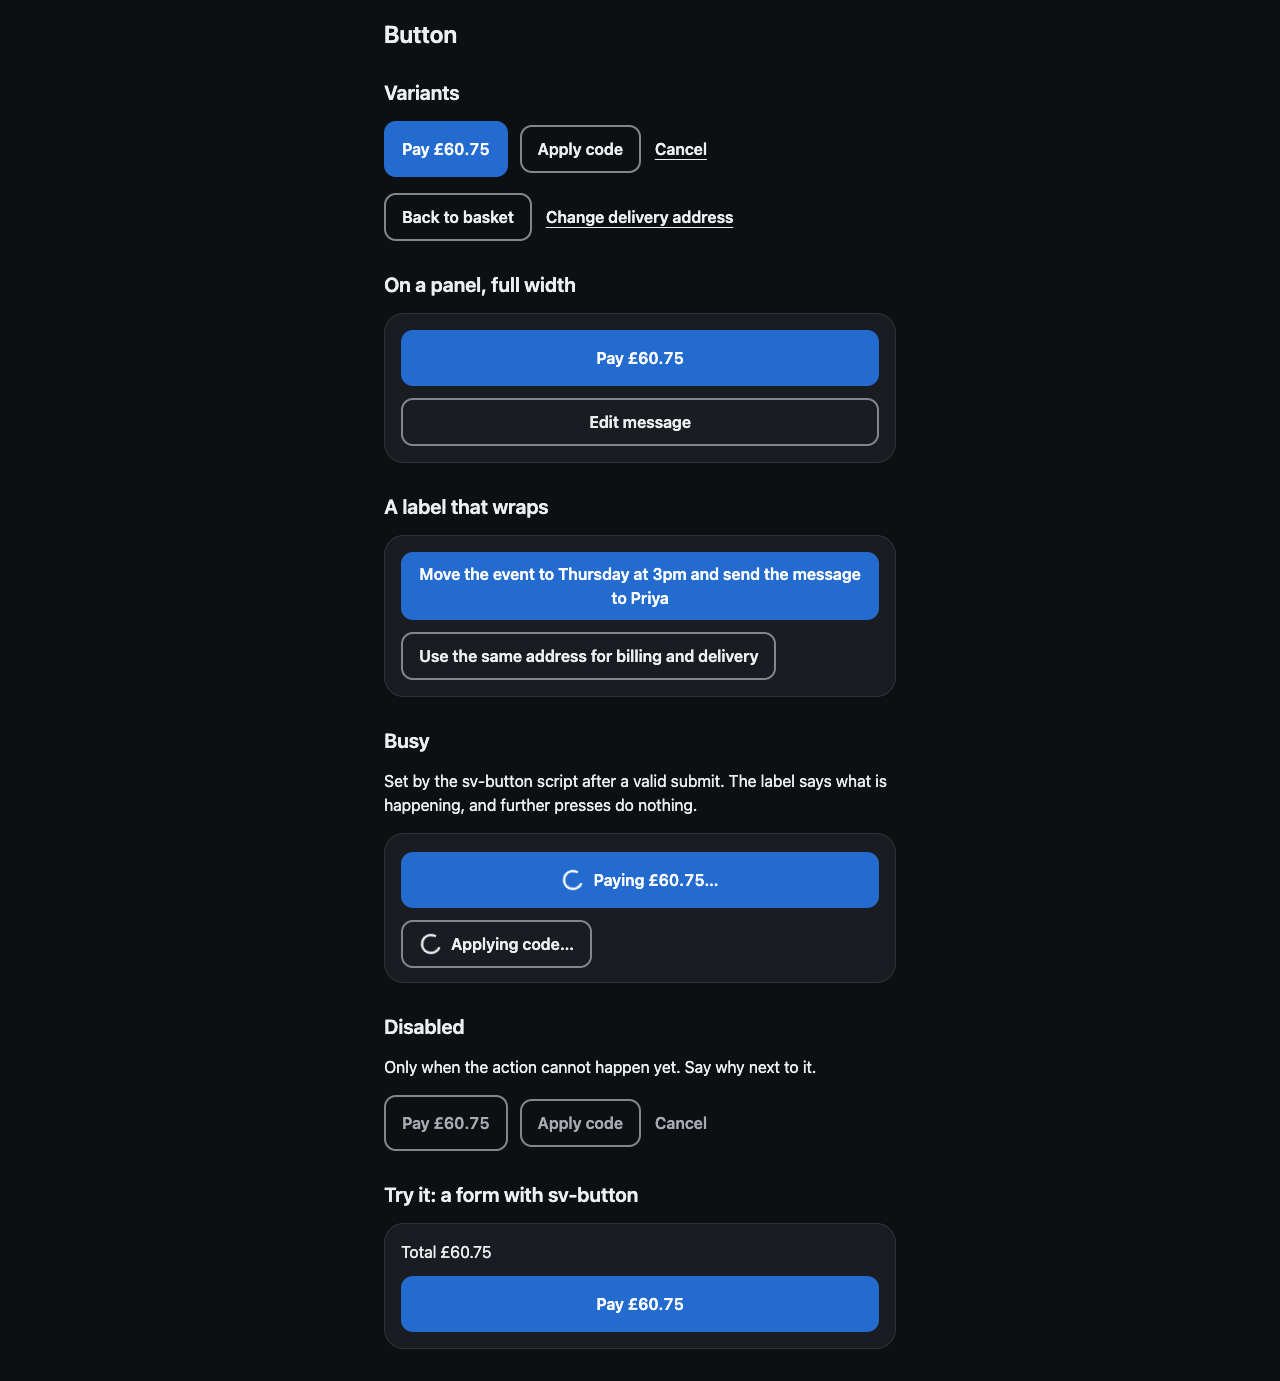 Button
Variants
Pay £60.75
Apply code
Cancel
Back to basket
Change delivery address
On a panel, full width
Pay £60.75
Edit message
A label that wraps
Move the event to Thursday at 3pm and send the message
to Priya
Use the same address for billing and delivery
Busy
Set by the sv-button script after a valid submit. The label says what is
happening, and further presses do nothing.
Paying £60.75…
Applying code…
Disabled
Only when the action cannot happen yet. Say why next to it.
Pay £60.75
Apply code
Cancel
Try it: a form with sv-button
Total £60.75
Pay £60.75